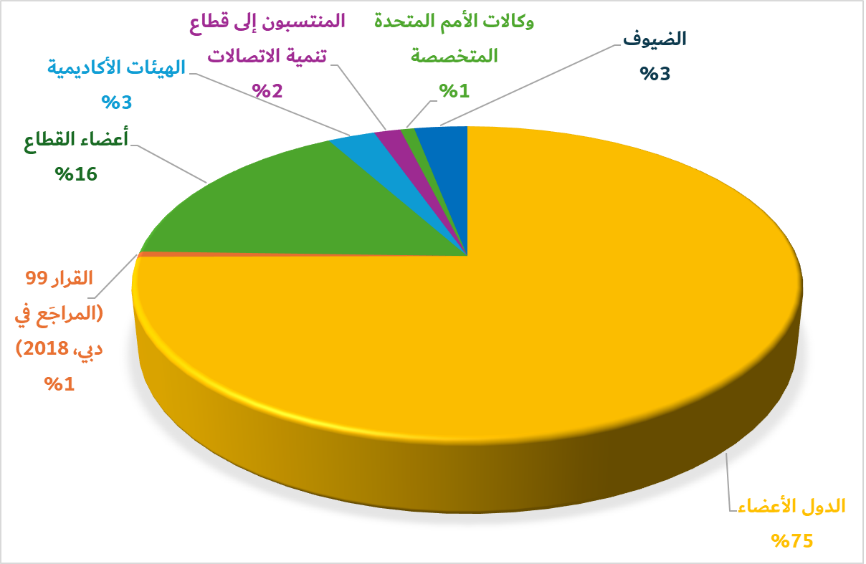 الضيوف
%3
وكالات الأمم المتحدة
المتخصصة
%1
المنتسبون إلى قطاع
تنمية الاتصالات
%2
الهيئات الأكاديمية
%3
أعضاء القطاع
%16
القرار 99
(المراجَع في
دبي، 2018)
%1
الدول الأعضاء
%75